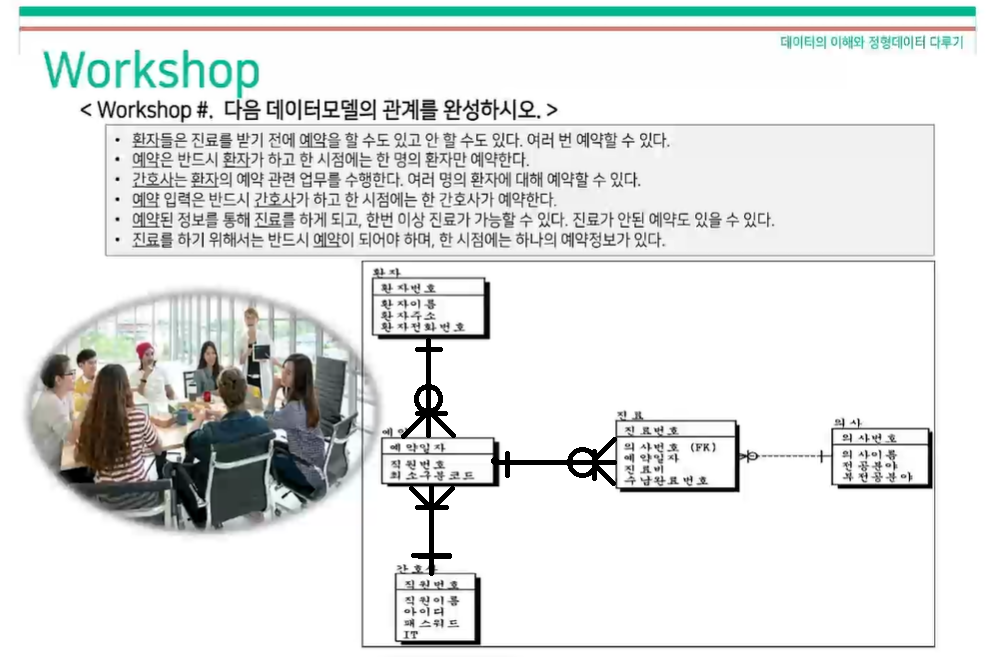 데이터의 이해와 정형데이터 다루기
Workshop
< Workshop #. 다음 데이터모델의 관계를 완성하시오. >
• 환자들은 진료를 받기 전에 예약을 할 수도 있고 안 할 수도 있다. 여러 번 예약할 수 있다.
• 예약은 반드시 환자가 하고 한 시점에는 한 명의 환자만 예약한다.
• 간호사는 환자의 예약 관련 업무를 수행한다. 여러 명의 환자에 대해 예약할 수 있다.
• 예약 입력은 반드시 간호사가 하고 한 시점에는 한 간호사가 예약한다.
• 예약된 정보를 통해 진료를 하게 되고, 한번 이상 진료가 가능할 수 있다. 진료가 안된 예약도 있을 수 있다.
• 진료를 하기 위해서는 반드시 예약이 되어야 하며, 한 시점에는 하나의 예약정보가 있다.
환자
환자번호
환자이름
환자주소
환자전화번호
예약일자
직원번호
진료
진료번호
의사번호 (FK)
예약일자
진료비
수납완료번호
의사
의사번호
의사이름
전공분야
부전공분야
직원번호
직원이름
아이디
패스워드
IT